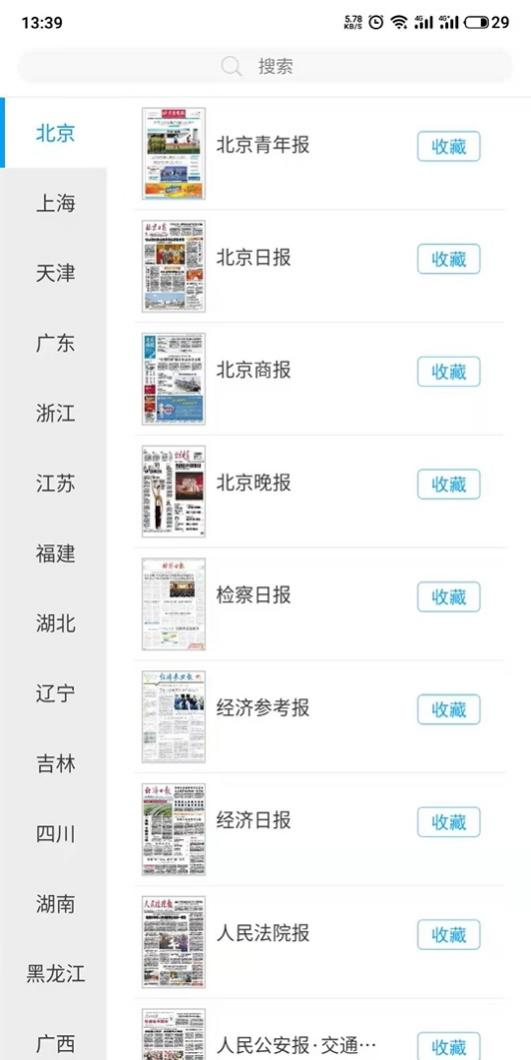 13:39
5.78
KB/S
4G
4G
29
搜索
北京
上海
天津
广东
浙江
江苏
福建
湖北
辽宁
吉林
四川
湖南
黑龙江
广西
北京青年报
收藏
北京日报
收藏
北京商报
收藏
北京晚报
收藏
检察日报
收藏
经济参考报
收藏
经济日报
收藏
人民法院报
收藏
人民公安报·交通…
收藏